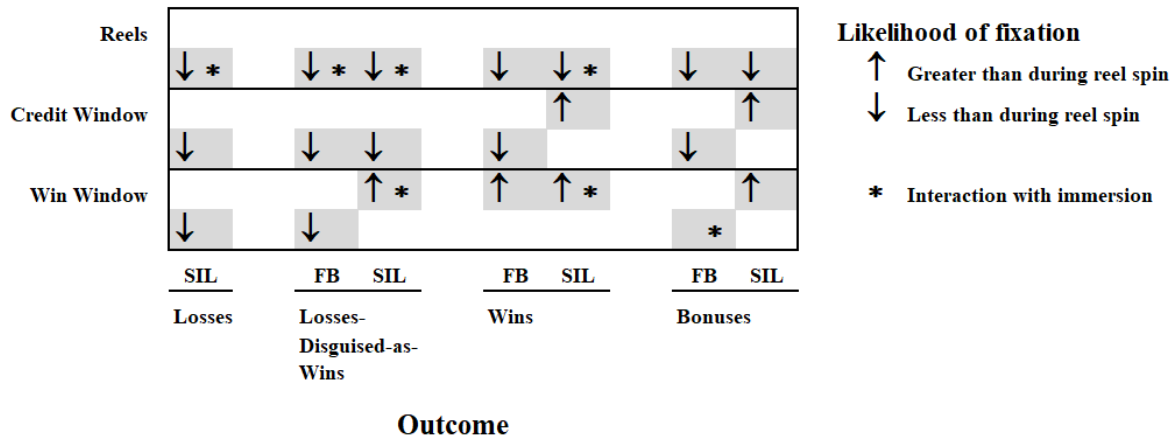 Reels
↓ * ↓ * ↓ * ↓ ↓ * ↓ ↓
Credit Window
↑ ↑
↓ ↓ ↓ ↓ ↓
Win Window
↑ * ↑ ↑ * ↑
↓ ↓ *
SIL FB SIL FB SIL FB SIL
Losses Losses- Wins Bonuses
Disguised-as-
Wins
Outcome
Likelihood of fixation
↑ Greater than during reel spin
↓ Less than during reel spin
* Interaction with immersion